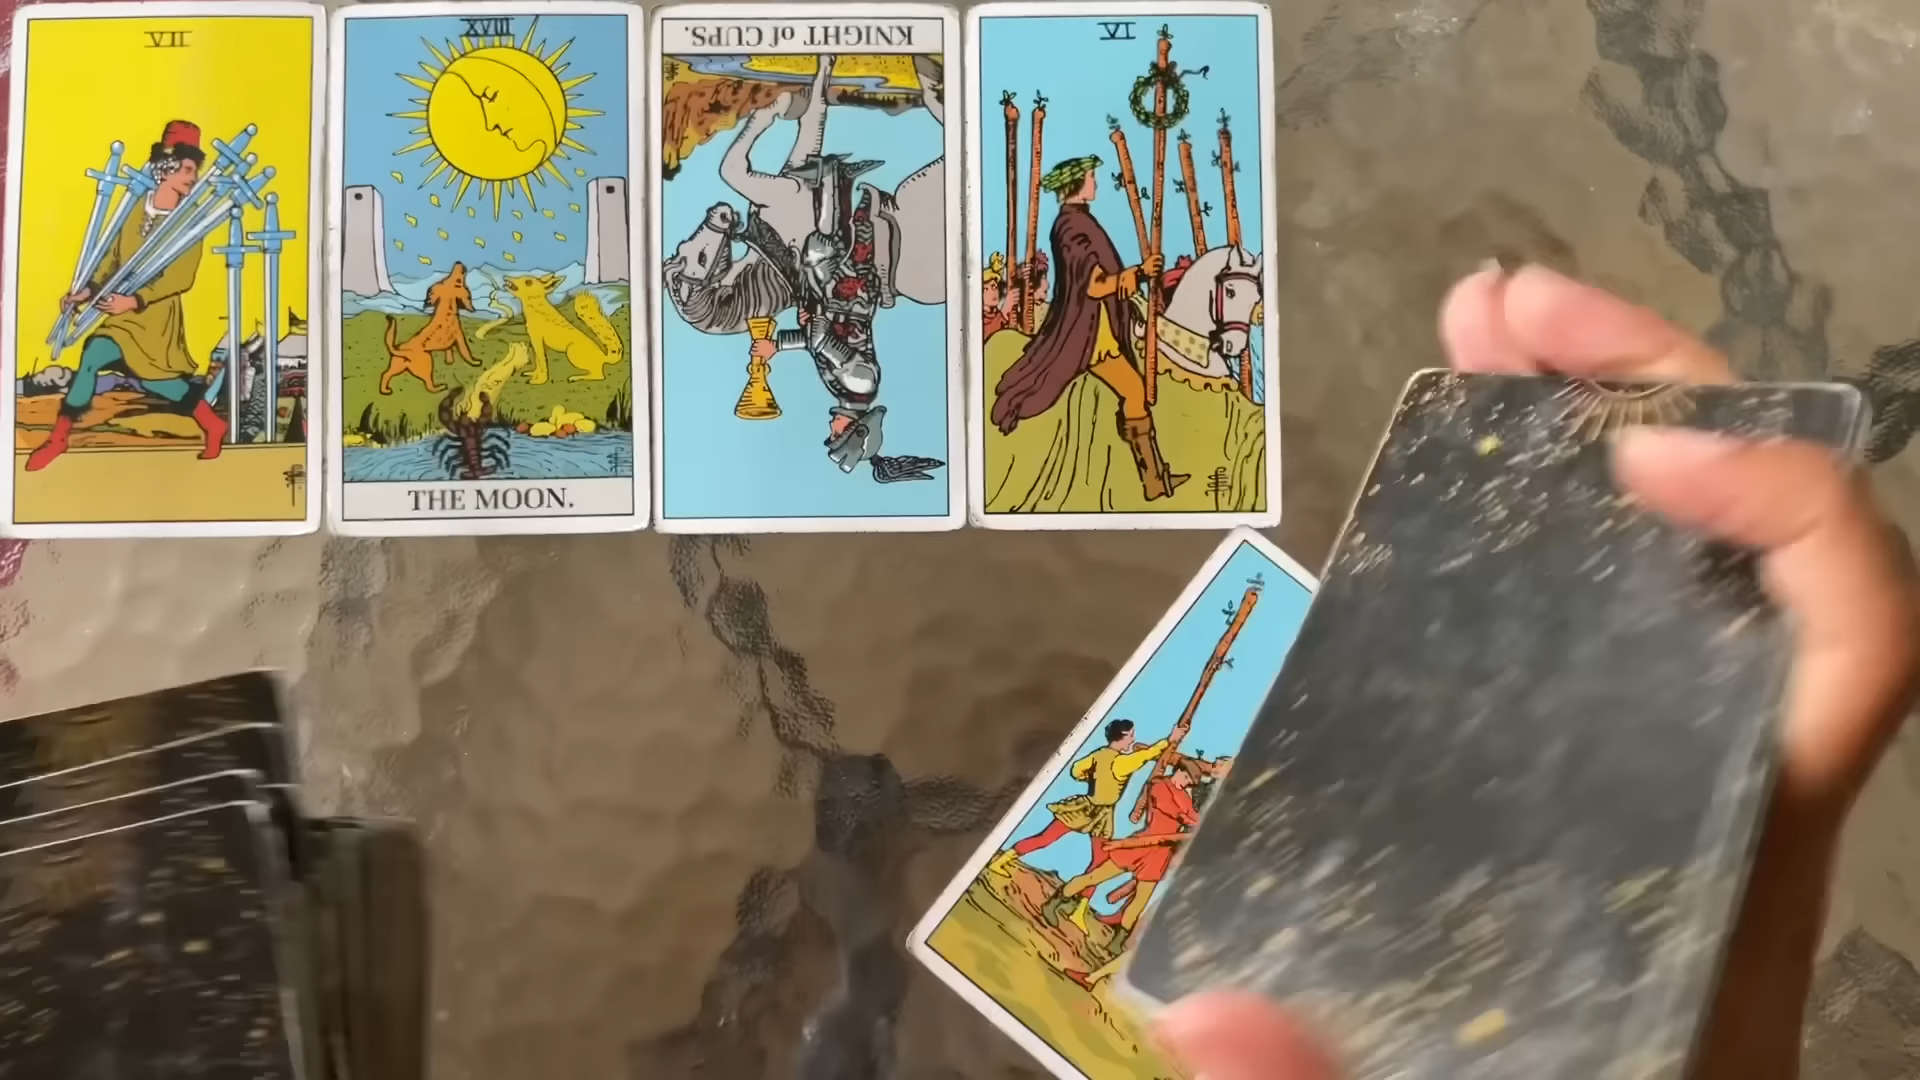 VII
XVIII
THE MOON.
KNIGHT of CUPS.
VI